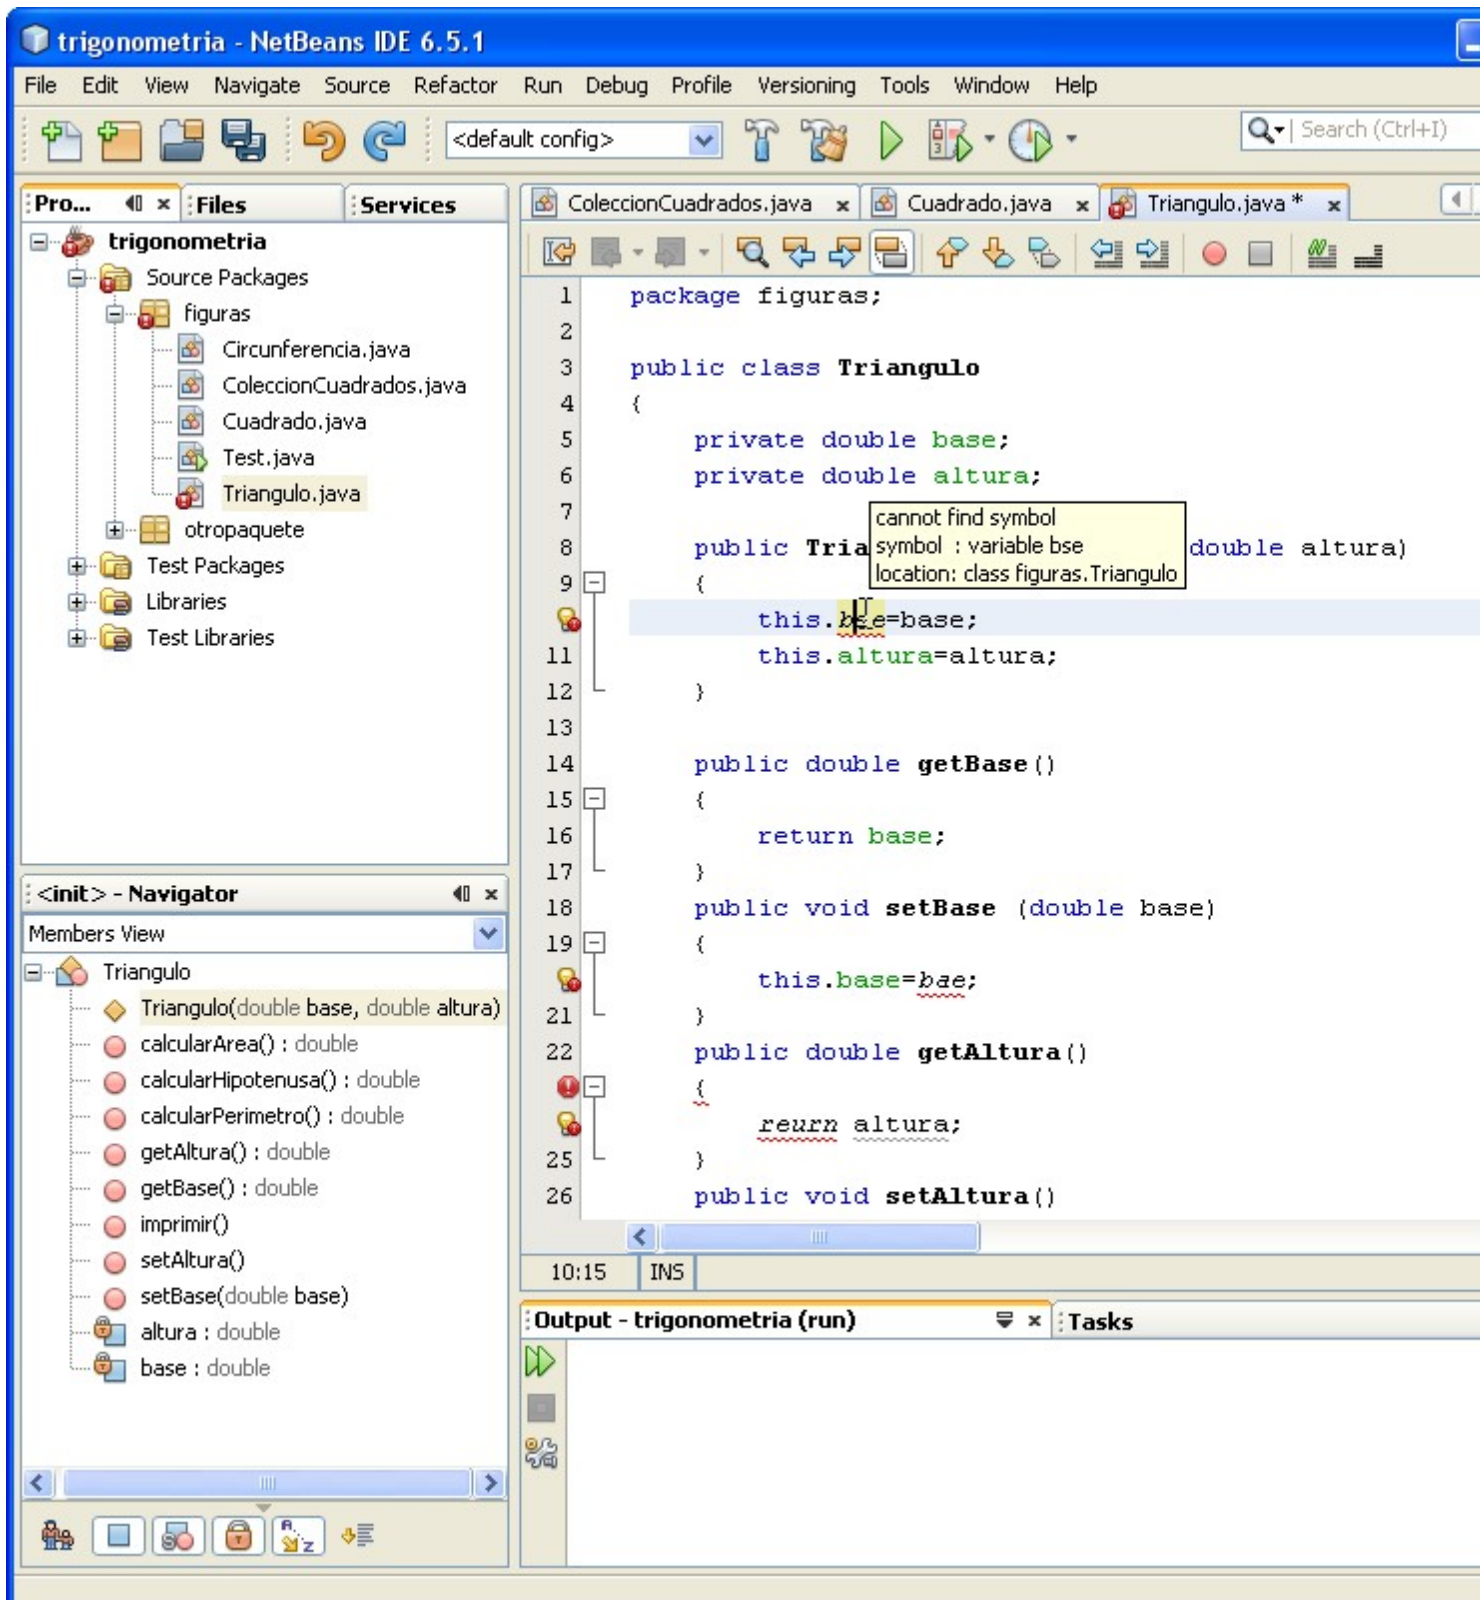 trigonometria - NetBeans IDE 6.5.1
File Edit View Navigate Source Refactor Run Debug Profile Versioning Tools Window Help
<default config>
Search (Ctrl+I)
Pro... Files Services
trigonometria
Source Packages
figuras
Circunferencia.java
ColeccionCuadrados.java
Cuadrado.java
Test.java
Triangulo.java
otropaquete
Test Packages
Libraries
Test Libraries
<init> - Navigator
Members View
Triangulo
Triangulo(double base, double altura)
calcularArea() : double
calcularHipotenusa() : double
calcularPerimetro() : double
getAltura() : double
getBase() : double
imprimir()
setAltura()
setBase(double base)
altura : double
base : double
ColeccionCuadrados.java Cuadrado.java Triangulo.java *
1 package figuras;
2
3 public class Triangulo
4 {
5 private double base;
6 private double altura;
7
cannot find symbol
symbol : variable bse
location: class figuras.Triangulo
8 public Tria double altura)
9 {
this.bse=base;
11 this.altura=altura;
12 }
13
14 public double getBase()
15 {
16 return base;
17 }
18 public void setBase (double base)
19 {
this.base=bae;
21 }
22 public double getAltura()
{
reurn altura;
25 }
26 public void setAltura()
10:15 INS
Output - trigonometria (run) Tasks